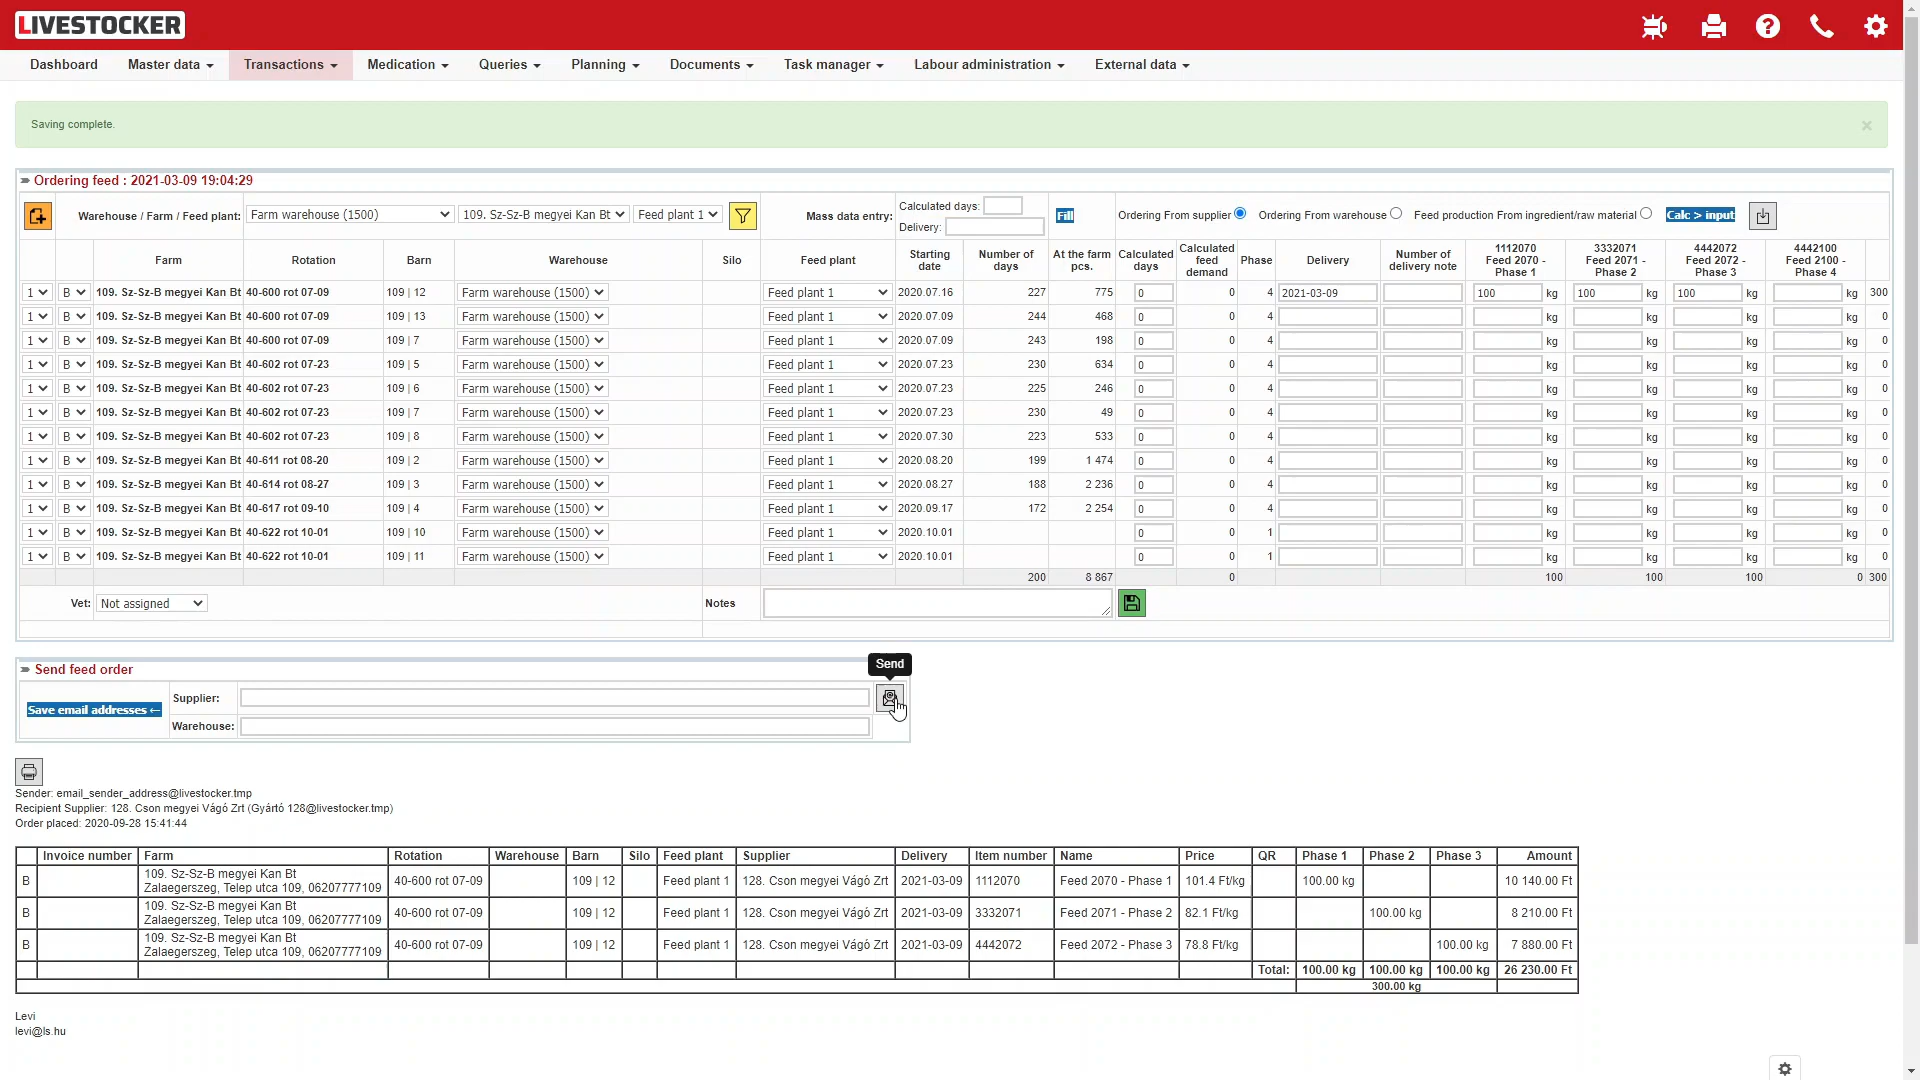 LIVESTOCKER
Dashboard Master data Transactions Medication Queries Planning Documents Task manager Labour administration External data
Saving complete.
×
Ordering feed : 2021-03-09 19:04:29
Warehouse / Farm / Feed plant: Farm warehouse (1500) 109. Sz-Sz-B megyei Kan Bt Feed plant 1 Mass data entry: Calculated days: Delivery: Fill Ordering From supplier Ordering From warehouse Feed production From ingredient/raw material Calc > input
Farm Rotation Barn Warehouse Silo Feed plant Starting date Number of days At the farm pcs. Calculated days Calculated feed demand Phase Delivery Number of delivery note 1112070 Feed 2070 - Phase 1 3332071 Feed 2071 - Phase 2 4442072 Feed 2072 - Phase 3 4442100 Feed 2100 - Phase 4
1 B 109. Sz-Sz-B megyei Kan Bt 40-600 rot 07-09 109 | 12 Farm warehouse (1500) Feed plant 1 2020.07.16 227 775 0 0 4 2021-03-09 100 kg 100 kg 100 kg kg 300
1 B 109. Sz-Sz-B megyei Kan Bt 40-600 rot 07-09 109 | 13 Farm warehouse (1500) Feed plant 1 2020.07.09 244 468 0 0 4 kg kg kg kg 0
1 B 109. Sz-Sz-B megyei Kan Bt 40-600 rot 07-09 109 | 7 Farm warehouse (1500) Feed plant 1 2020.07.09 243 198 0 0 4 kg kg kg kg 0
1 B 109. Sz-Sz-B megyei Kan Bt 40-602 rot 07-23 109 | 5 Farm warehouse (1500) Feed plant 1 2020.07.23 230 634 0 0 4 kg kg kg kg 0
1 B 109. Sz-Sz-B megyei Kan Bt 40-602 rot 07-23 109 | 6 Farm warehouse (1500) Feed plant 1 2020.07.23 225 246 0 0 4 kg kg kg kg 0
1 B 109. Sz-Sz-B megyei Kan Bt 40-602 rot 07-23 109 | 7 Farm warehouse (1500) Feed plant 1 2020.07.23 230 49 0 0 4 kg kg kg kg 0
1 B 109. Sz-Sz-B megyei Kan Bt 40-602 rot 07-23 109 | 8 Farm warehouse (1500) Feed plant 1 2020.07.30 223 533 0 0 4 kg kg kg kg 0
1 B 109. Sz-Sz-B megyei Kan Bt 40-611 rot 08-20 109 | 2 Farm warehouse (1500) Feed plant 1 2020.08.20 199 1 474 0 0 4 kg kg kg kg 0
1 B 109. Sz-Sz-B megyei Kan Bt 40-614 rot 08-27 109 | 3 Farm warehouse (1500) Feed plant 1 2020.08.27 188 2 236 0 0 4 kg kg kg kg 0
1 B 109. Sz-Sz-B megyei Kan Bt 40-617 rot 09-10 109 | 4 Farm warehouse (1500) Feed plant 1 2020.09.17 172 2 254 0 0 4 kg kg kg kg 0
1 B 109. Sz-Sz-B megyei Kan Bt 40-622 rot 10-01 109 | 10 Farm warehouse (1500) Feed plant 1 2020.10.01 0 0 1 kg kg kg kg 0
1 B 109. Sz-Sz-B megyei Kan Bt 40-622 rot 10-01 109 | 11 Farm warehouse (1500) Feed plant 1 2020.10.01 0 0 1 kg kg kg kg 0
200 8 867 0 100 100 100 0 300
Vet: Not assigned Notes
Send feed order
Send
Save email addresses ← Supplier:
Warehouse:
Sender: email_sender_address@livestocker.tmp
Recipient Supplier: 128. Cson megyei Vágó Zrt (Gyártó 128@livestocker.tmp)
Order placed: 2020-09-28 15:41:44
Invoice number Farm Rotation Warehouse Barn Silo Feed plant Supplier Delivery Item number Name Price QR Phase 1 Phase 2 Phase 3 Amount
B 109. Sz-Sz-B megyei Kan Bt Zalaegerszeg, Telep utca 109, 06207777109 40-600 rot 07-09 109 | 12 Feed plant 1 128. Cson megyei Vágó Zrt 2021-03-09 1112070 Feed 2070 - Phase 1 101.4 Ft/kg 100.00 kg 10 140.00 Ft
B 109. Sz-Sz-B megyei Kan Bt Zalaegerszeg, Telep utca 109, 06207777109 40-600 rot 07-09 109 | 12 Feed plant 1 128. Cson megyei Vágó Zrt 2021-03-09 3332071 Feed 2071 - Phase 2 82.1 Ft/kg 100.00 kg 8 210.00 Ft
B 109. Sz-Sz-B megyei Kan Bt Zalaegerszeg, Telep utca 109, 06207777109 40-600 rot 07-09 109 | 12 Feed plant 1 128. Cson megyei Vágó Zrt 2021-03-09 4442072 Feed 2072 - Phase 3 78.8 Ft/kg 100.00 kg 7 880.00 Ft
Total: 100.00 kg 100.00 kg 100.00 kg 26 230.00 Ft
300.00 kg
Levi
levi@ls.hu